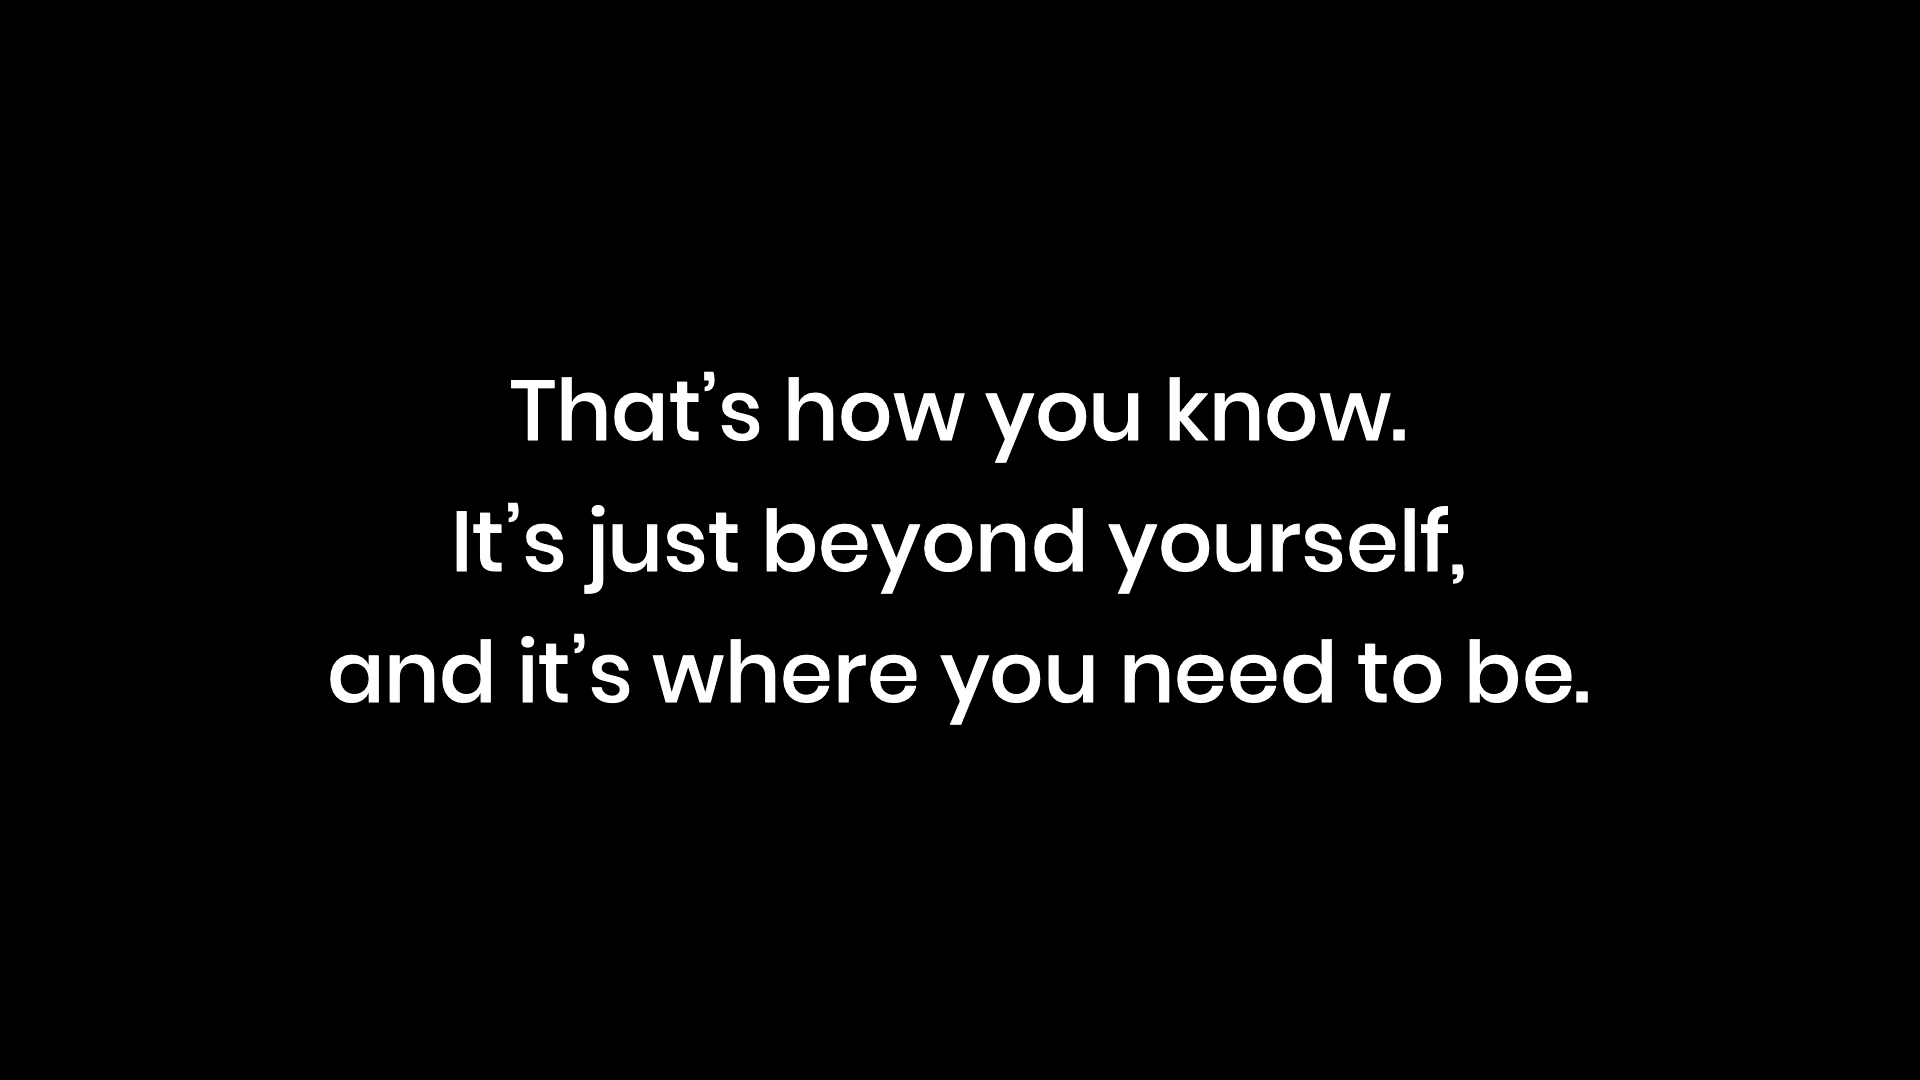 That’s how you know.
It’s just beyond yourself,
and it’s where you need to be.